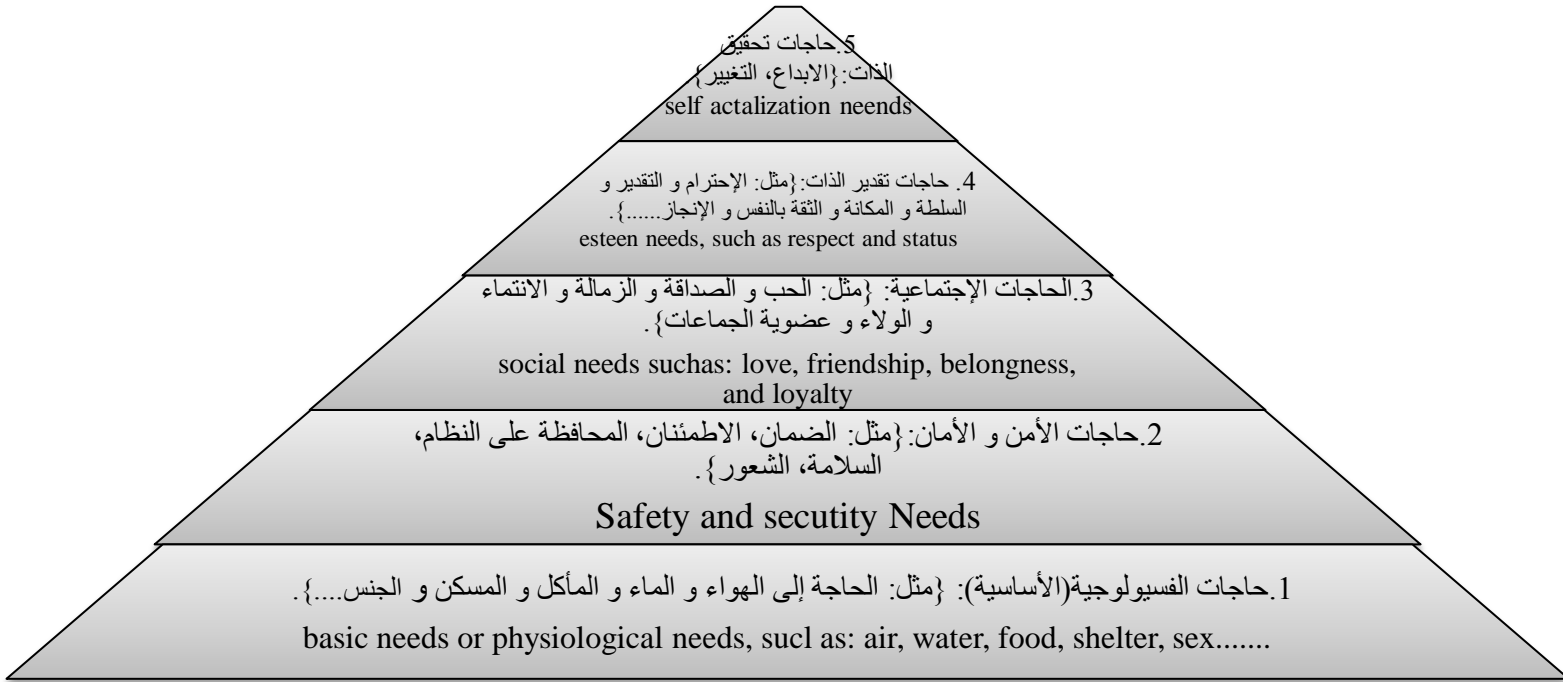 5.حاجات تحقيق
الذات:{الابداع، التغيير}.
self actalization neends
4. حاجات تقدير الذات:{مثل: الإحترام و التقدير و
السلطة و المكانة و الثقة بالنفس و الإنجاز......}.
esteen needs, such as respect and status
3.الحاجات الإجتماعية: {مثل: الحب و الصداقة و الزمالة و الانتماء
و الولاء و عضوية الجماعات}.
social needs suchas: love, friendship, belongness,
and loyalty
2.حاجات الأمن و الأمان:{مثل: الضمان، الاطمئنان، المحافظة على النظام،
السلامة، الشعور}.
Safety and secutity Needs
1.حاجات الفسيولوجية(الأساسية): {مثل: الحاجة إلى الهواء و الماء و المأكل و المسكن و الجنس....}.
basic needs or physiological needs, sucl as: air, water, food, shelter, sex.......